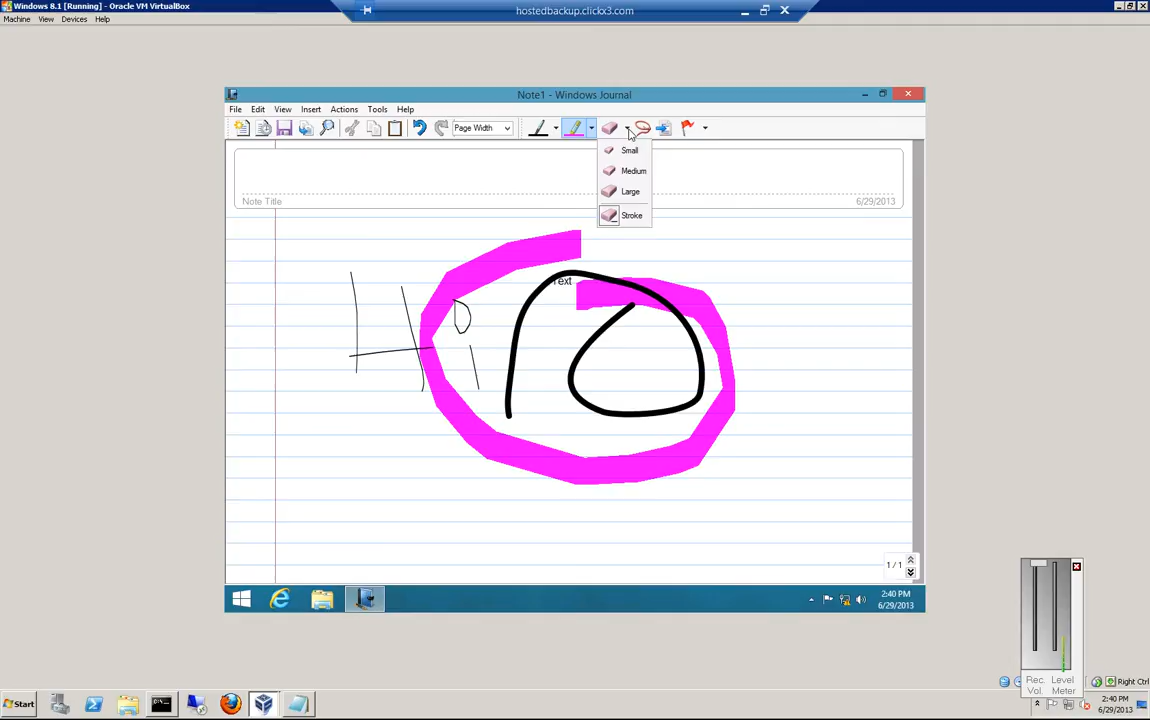 Windows 8.1 [Running] - Oracle VM VirtualBox
hostedbackup.clickx3.com
Machine View Devices Help
Note1 - Windows Journal
File Edit View Insert Actions Tools Help
Page Width
Small
Medium
Large
Stroke
Note Title
6/29/2013
Text
1 / 1
2:40 PM
6/29/2013
Rec. Vol.
Level Meter
Right Ctrl
Start
2:40 PM
6/29/2013